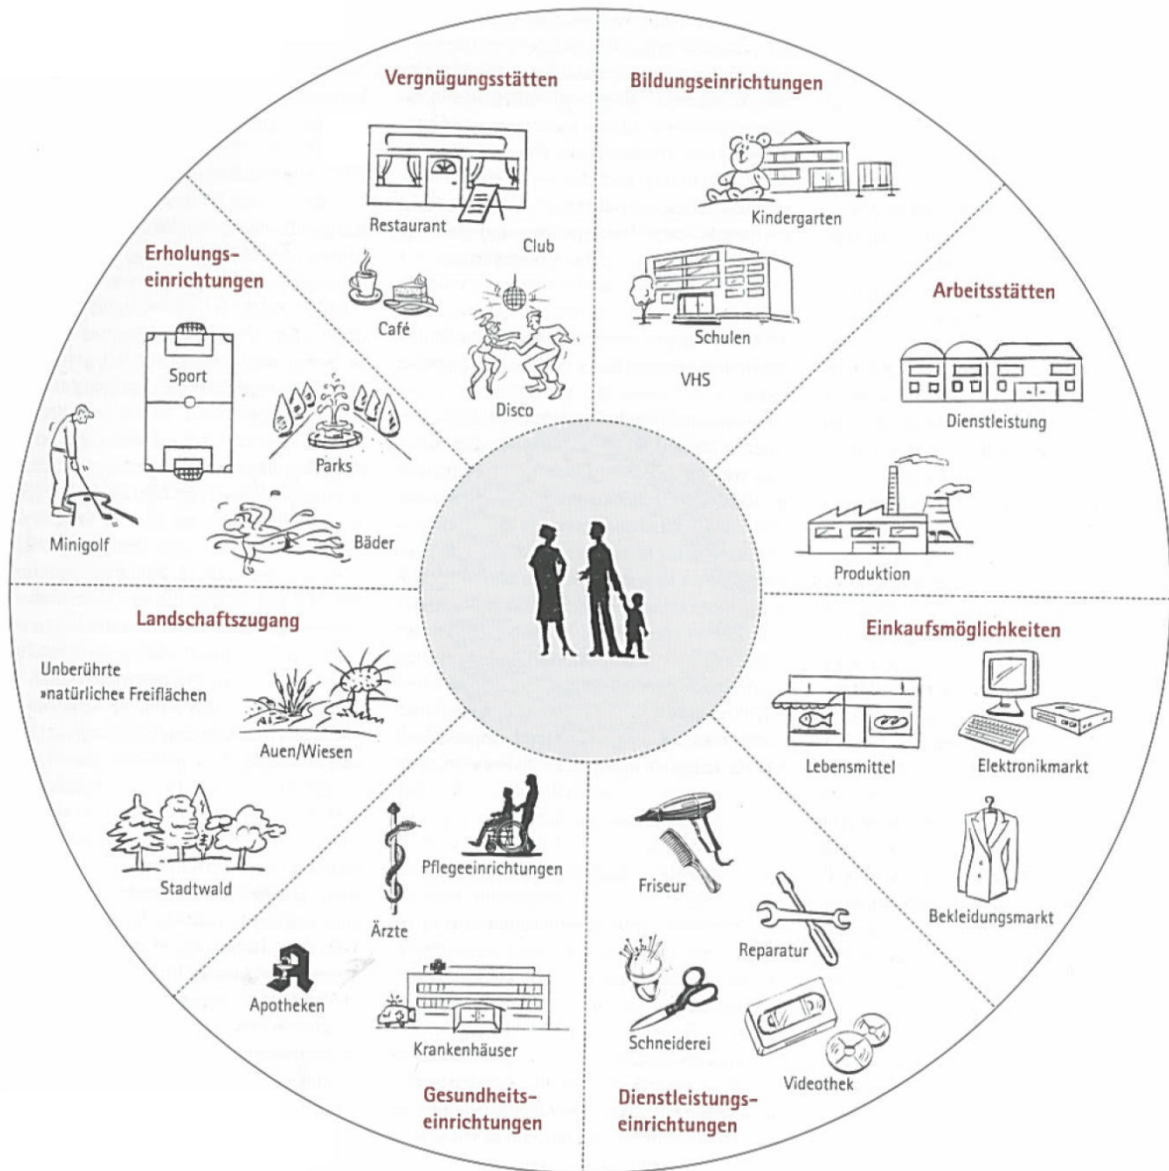 Vergnügungsstätten
Restaurant
Club
Café
Disco
Bildungseinrichtungen
Kindergarten
Schulen
VHS
Arbeitsstätten
Dienstleistung
Produktion
Einkaufsmöglichkeiten
Lebensmittel
Elektronikmarkt
Bekleidungsmarkt
Friseur
Reparatur
Schneiderei
Videothek
Dienstleistungs-
einrichtungen
Pflegeeinrichtungen
Ärzte
Apotheken
Krankenhäuser
Gesundheits-
einrichtungen
Landschaftszugang
Unberührte
»natürliche« Freiflächen
Auen/Wiesen
Stadtwald
Erholungs-
einrichtungen
Sport
Parks
Minigolf
Bäder